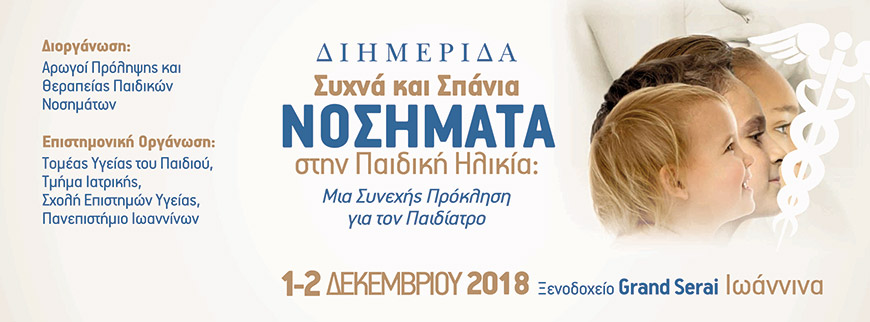 Διοργάνωση:
Αρωγοί Πρόληψης και
Θεραπείας Παιδικών
Νοσημάτων
Επιστημονική Οργάνωση:
Τομέας Υγείας του Παιδιού,
Τμήμα Ιατρικής,
Σχολή Επιστημών Υγείας,
Πανεπιστήμιο Ιωαννίνων
ΔΙΗΜΕΡΙΔΑ
Συχνά και Σπάνια
ΝΟΣΗΜΑΤΑ
στην Παιδική Ηλικία:
Μια Συνεχής Πρόκληση
για τον Παιδίατρο
1-2 ΔΕΚΕΜΒΡΙΟΥ 2018 Ξενοδοχείο Grand Serai Ιωάννινα